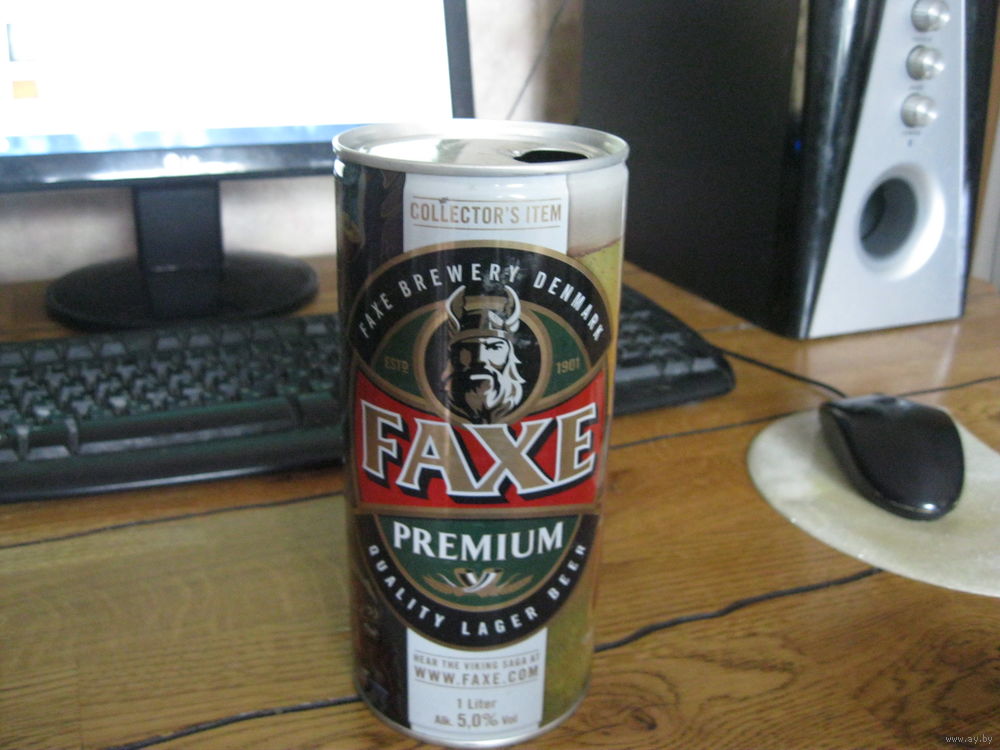 COLLECTOR'S ITEM
FAXE BREWERY DENMARK
ESTD 1901
FAXE
PREMIUM
QUALITY LAGER BEER
HEAR THE VIKING SAGA AT
WWW.FAXE.COM
1 Liter
Alk. 5,0% Vol
www.ay.by